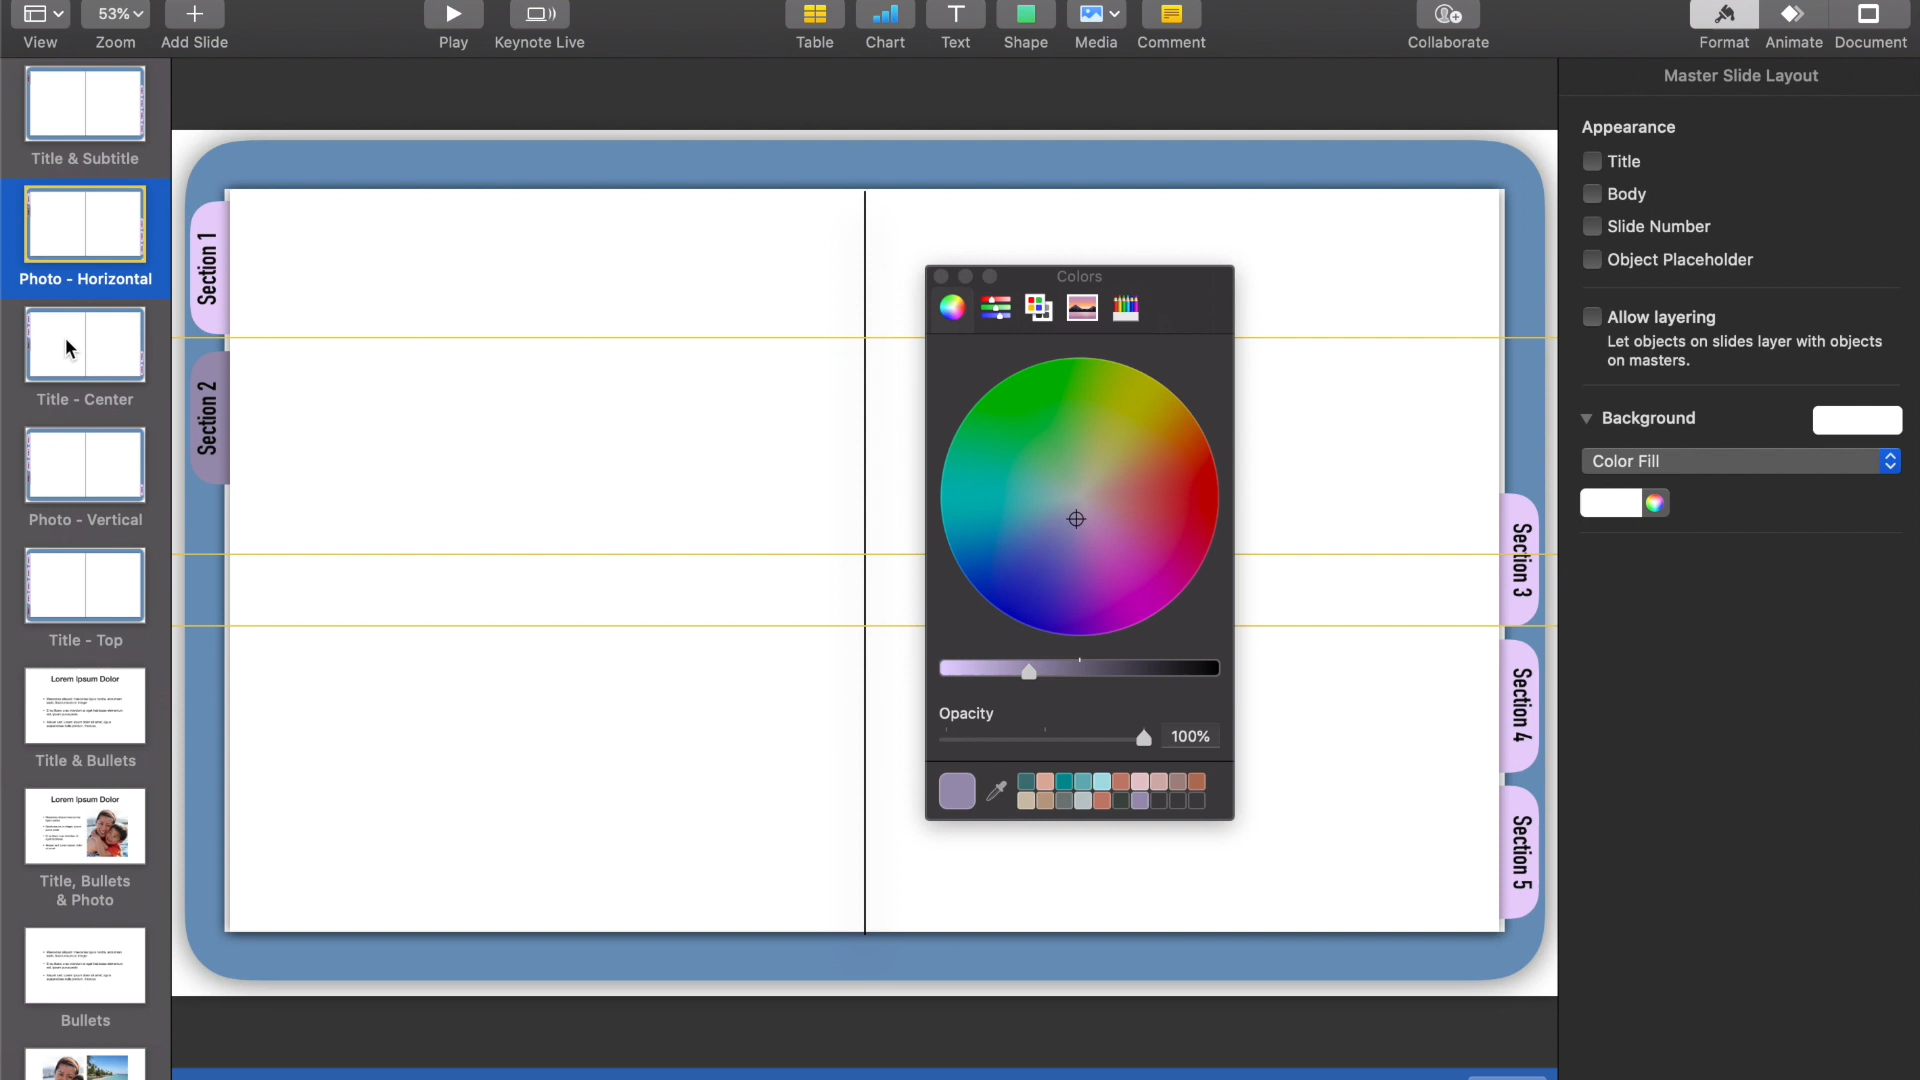 53%
View
Zoom
Add Slide
Play
Keynote Live
Table
Chart
Text
Shape
Media
Comment
Collaborate
Format
Animate
Document
Title & Subtitle
Photo - Horizontal
Title - Center
Photo - Vertical
Title - Top
Lorem Ipsum Dolor
Title & Bullets
Lorem Ipsum Dolor
Title, Bullets
& Photo
Bullets
Section 1
Section 2
Section 3
Section 4
Section 5
Colors
Opacity
100%
Master Slide Layout
Appearance
Title
Body
Slide Number
Object Placeholder
Allow layering
Let objects on slides layer with objects
on masters.
Background
Color Fill